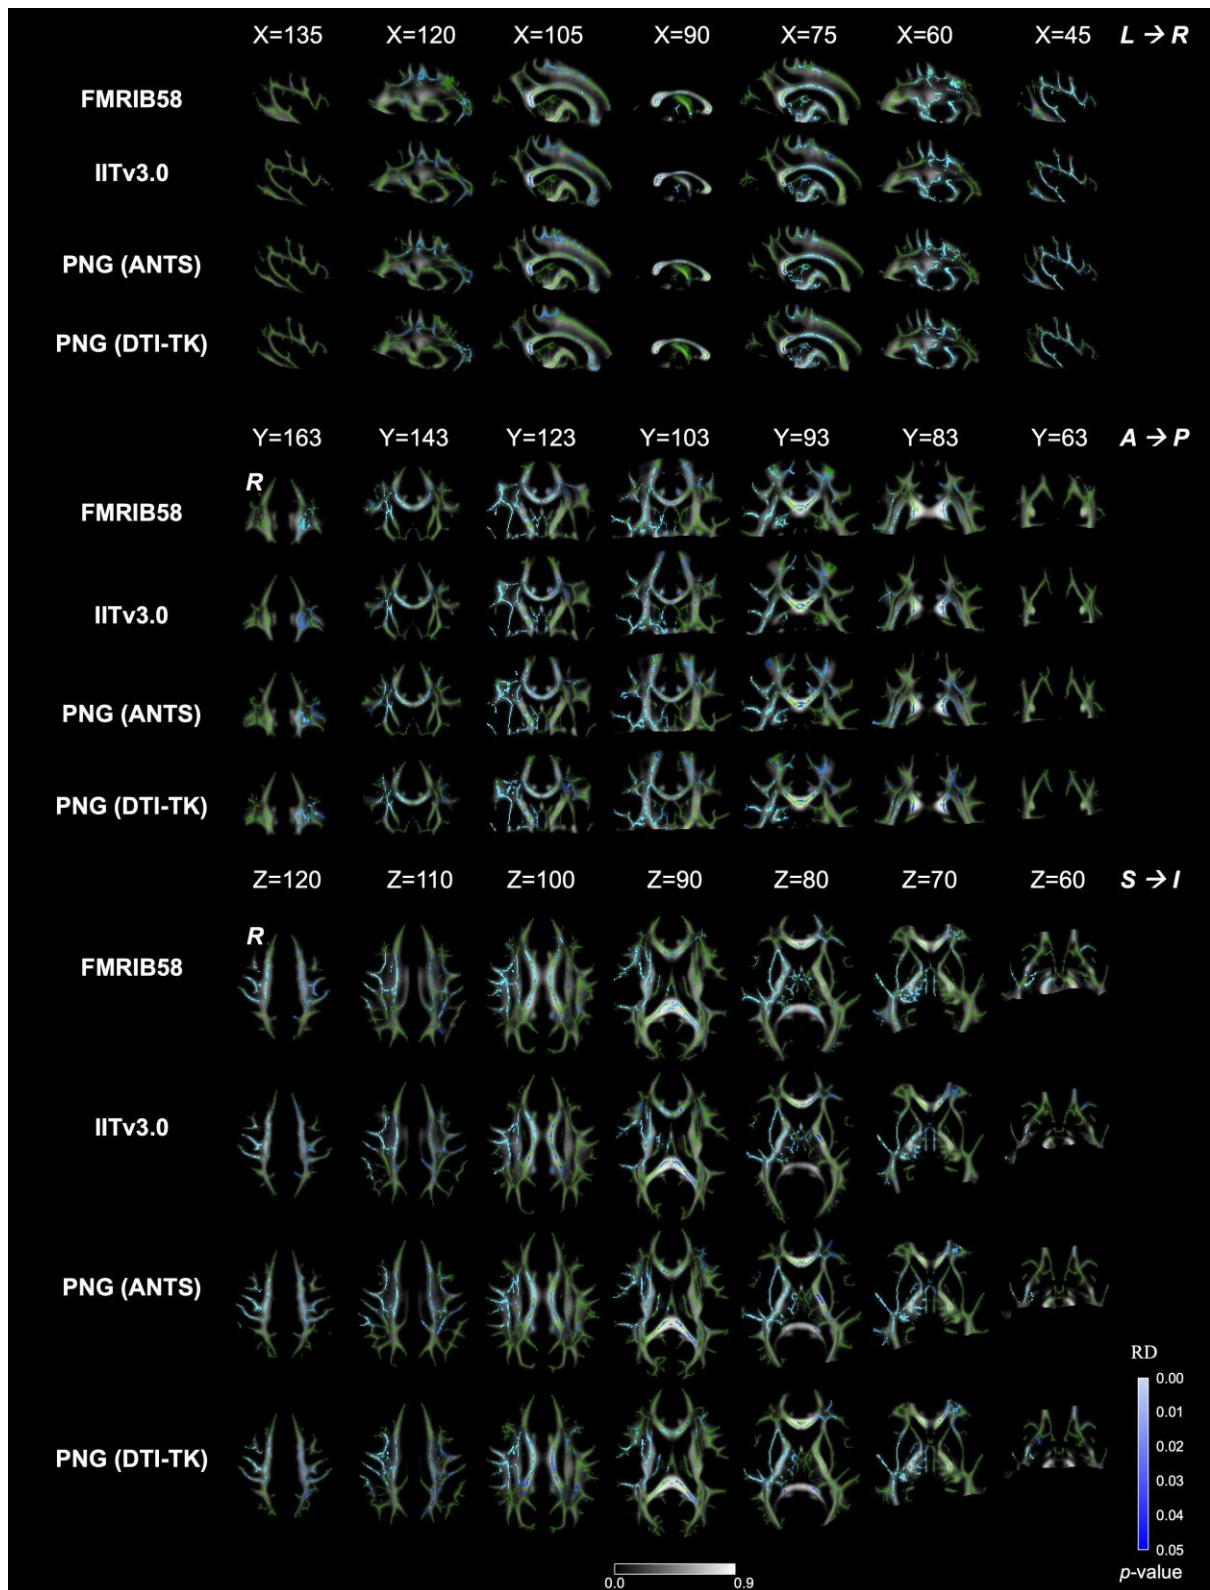 X=135 X=120 X=105 X=90 X=75 X=60 X=45 L → R
FMRIB58
IITv3.0
PNG (ANTS)
PNG (DTI-TK)
Y=163 Y=143 Y=123 Y=103 Y=93 Y=83 Y=63 A → P
R
FMRIB58
IITv3.0
PNG (ANTS)
PNG (DTI-TK)
Z=120 Z=110 Z=100 Z=90 Z=80 Z=70 Z=60 S → I
R
FMRIB58
IITv3.0
PNG (ANTS)
PNG (DTI-TK)
RD
0.00
0.01
0.02
0.03
0.04
0.05
p-value
0.0 0.9